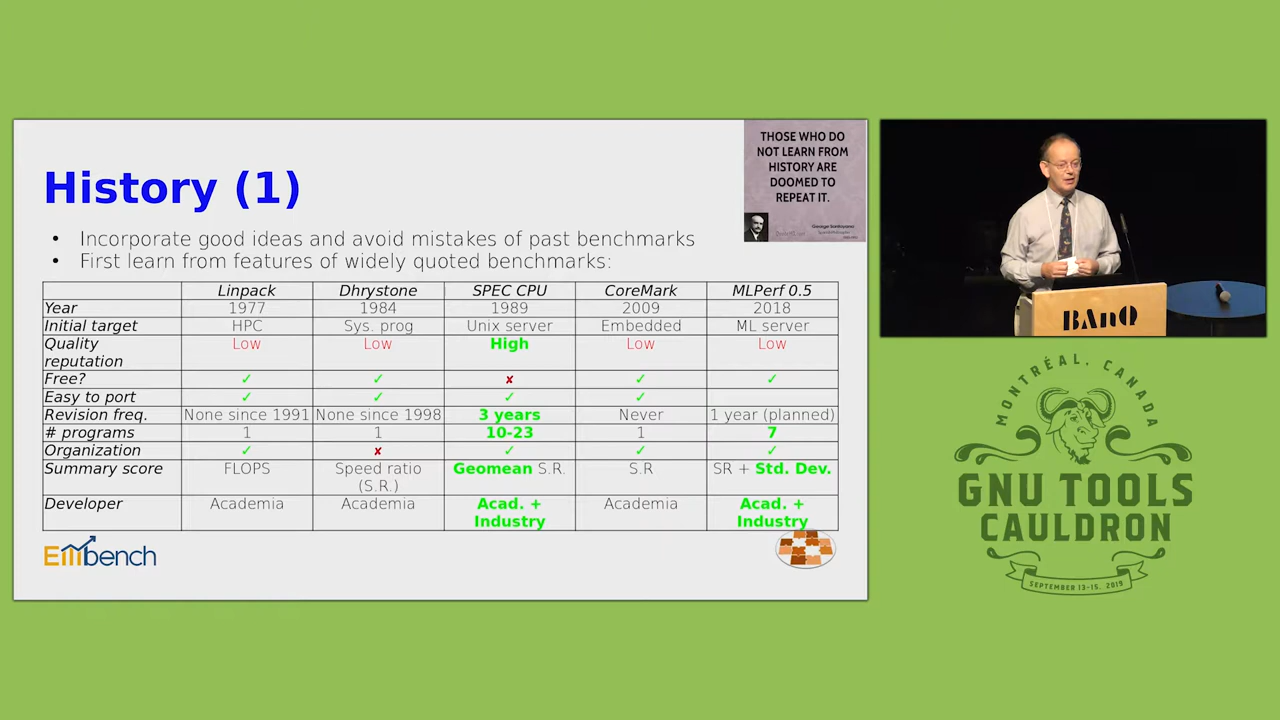 THOSE WHO DO
NOT LEARN FROM
HISTORY ARE
DOOMED TO
REPEAT IT.
George Santayana
History (1)
• Incorporate good ideas and avoid mistakes of past benchmarks
• First learn from features of widely quoted benchmarks:
Linpack Dhrystone SPEC CPU CoreMark MLPerf 0.5
Year 1977 1984 1989 2009 2018
Initial target HPC Sys. prog Unix server Embedded ML server
Quality Low Low High Low Low
reputation
Free? ✓ ✓ ✘ ✓ ✓
Easy to port ✓ ✓ ✓ ✓
Revision freq. None since 1991 None since 1998 3 years Never 1 year (planned)
# programs 1 1 10-23 1 7
Organization ✓ ✘ ✓ ✓ ✓
Summary score FLOPS Speed ratio Geomean S.R. S.R SR + Std. Dev.
(S.R.)
Developer Academia Academia Acad. + Academia Acad. +
Industry Industry
Embench
BAnQ
MONTRÉAL, CANADA
GNU TOOLS
CAULDRON
SEPTEMBER 13-15, 2019